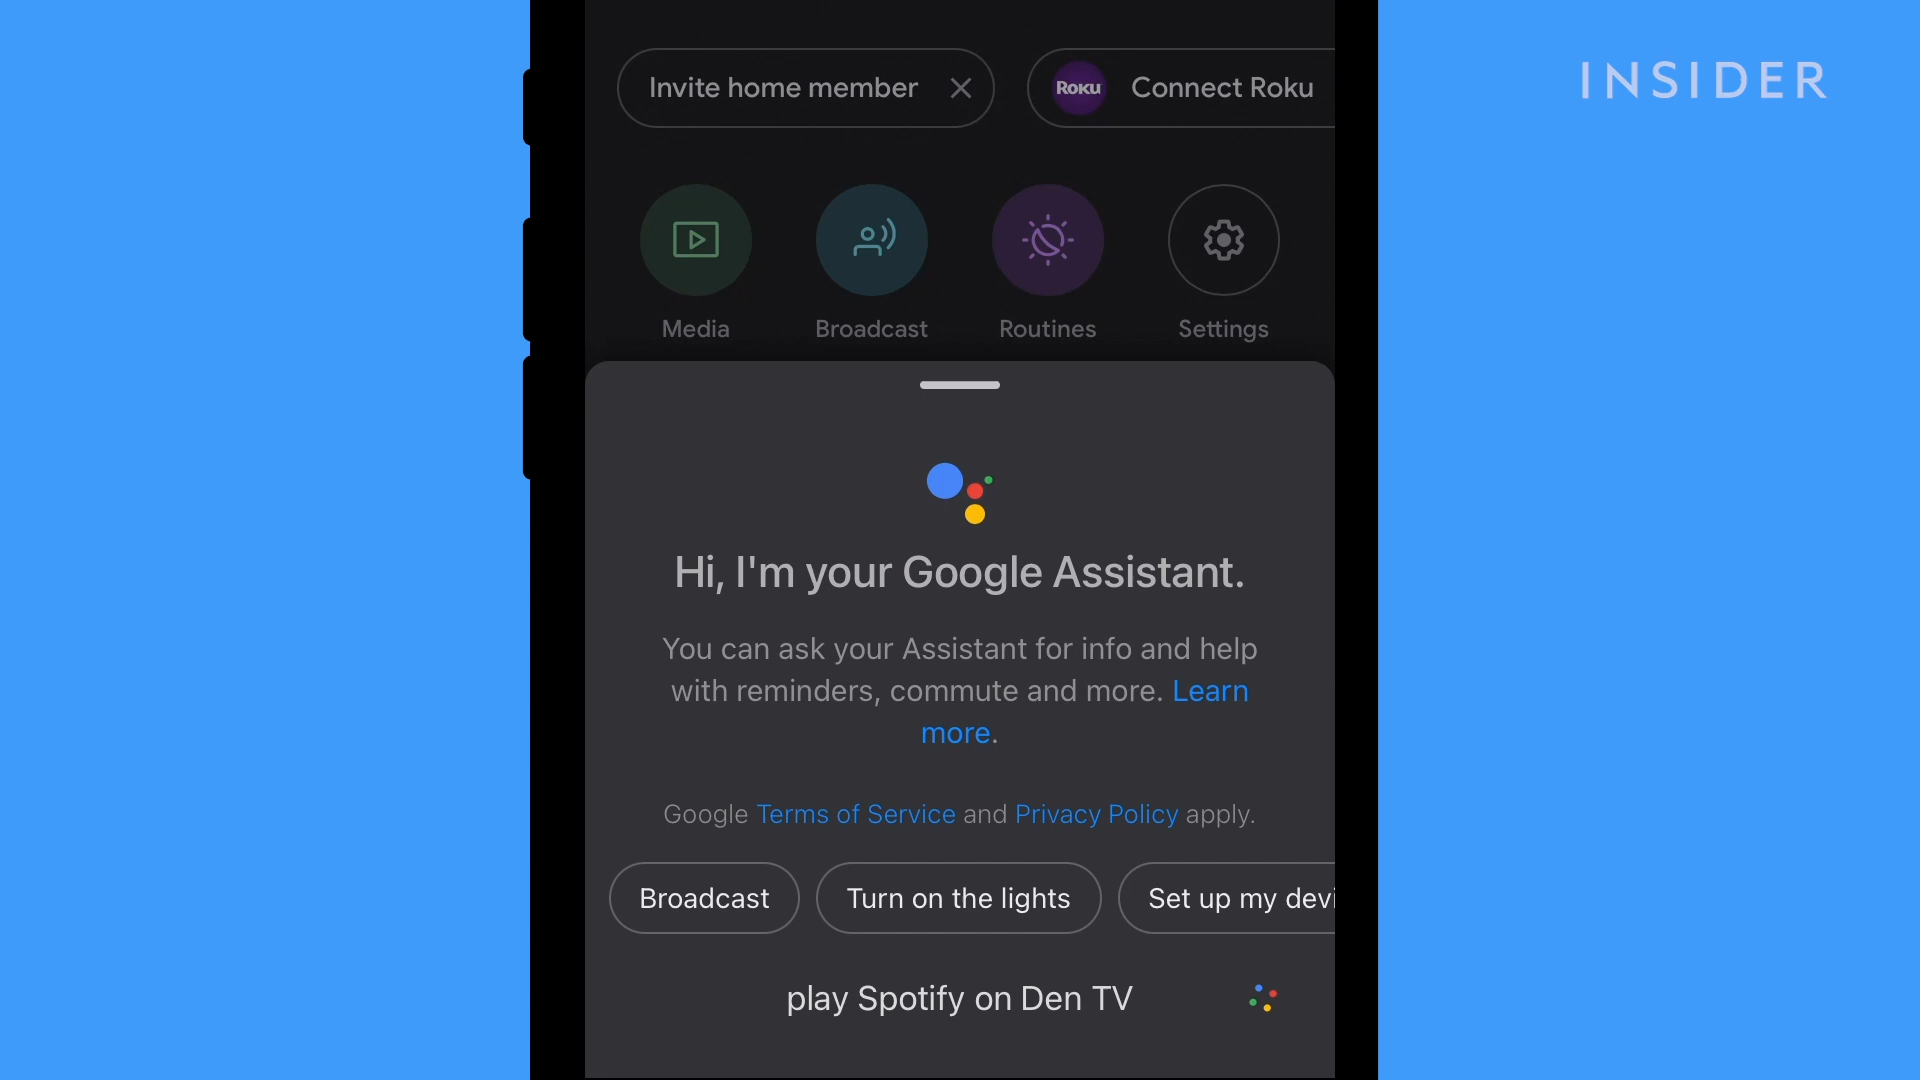 INSIDER
Invite home member
Roku Connect Roku
Media Broadcast Routines Settings
Hi, I'm your Google Assistant.
You can ask your Assistant for info and help
with reminders, commute and more. Learn
more.
Google Terms of Service and Privacy Policy apply.
Broadcast Turn on the lights Set up my devi
play Spotify on Den TV